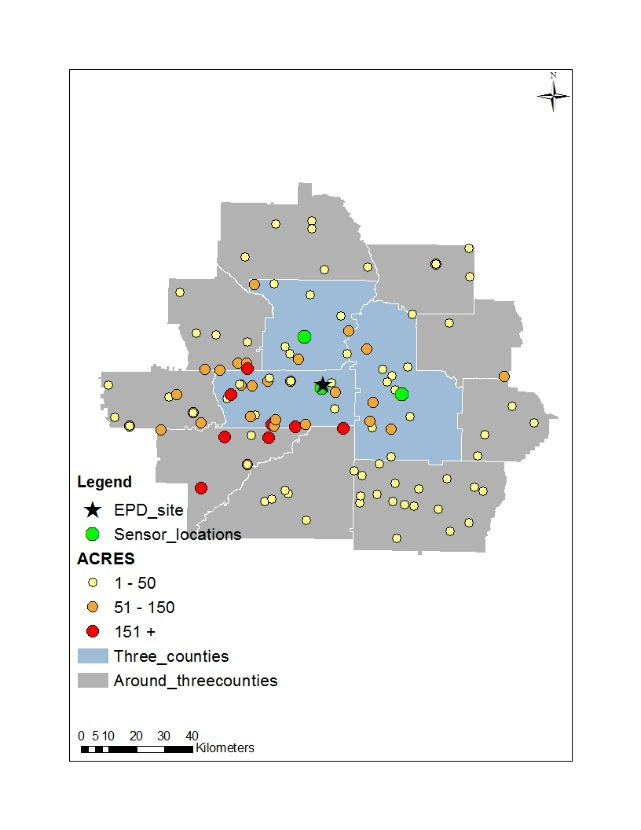 N
Legend
EPD_site
Sensor_locations
ACRES
1 - 50
51 - 150
151 +
Three_counties
Around_threecounties
0 5 10 20 30 40
Kilometers